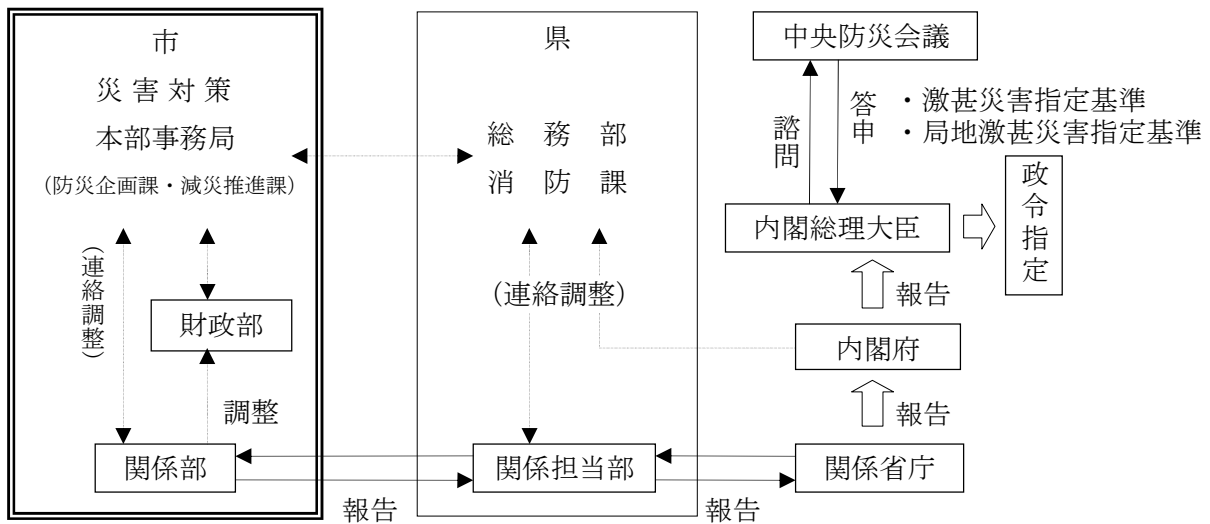 市
災害対策
本部事務局
（防災企画課・減災推進課）
（連絡調整）
財政部
調整
関係部
報告
県
総務部
消防課
（連絡調整）
関係担当部
報告
中央防災会議
諮問
答申
・激甚災害指定基準
・局地激甚災害指定基準
内閣総理大臣
政令指定
報告
内閣府
報告
関係省庁